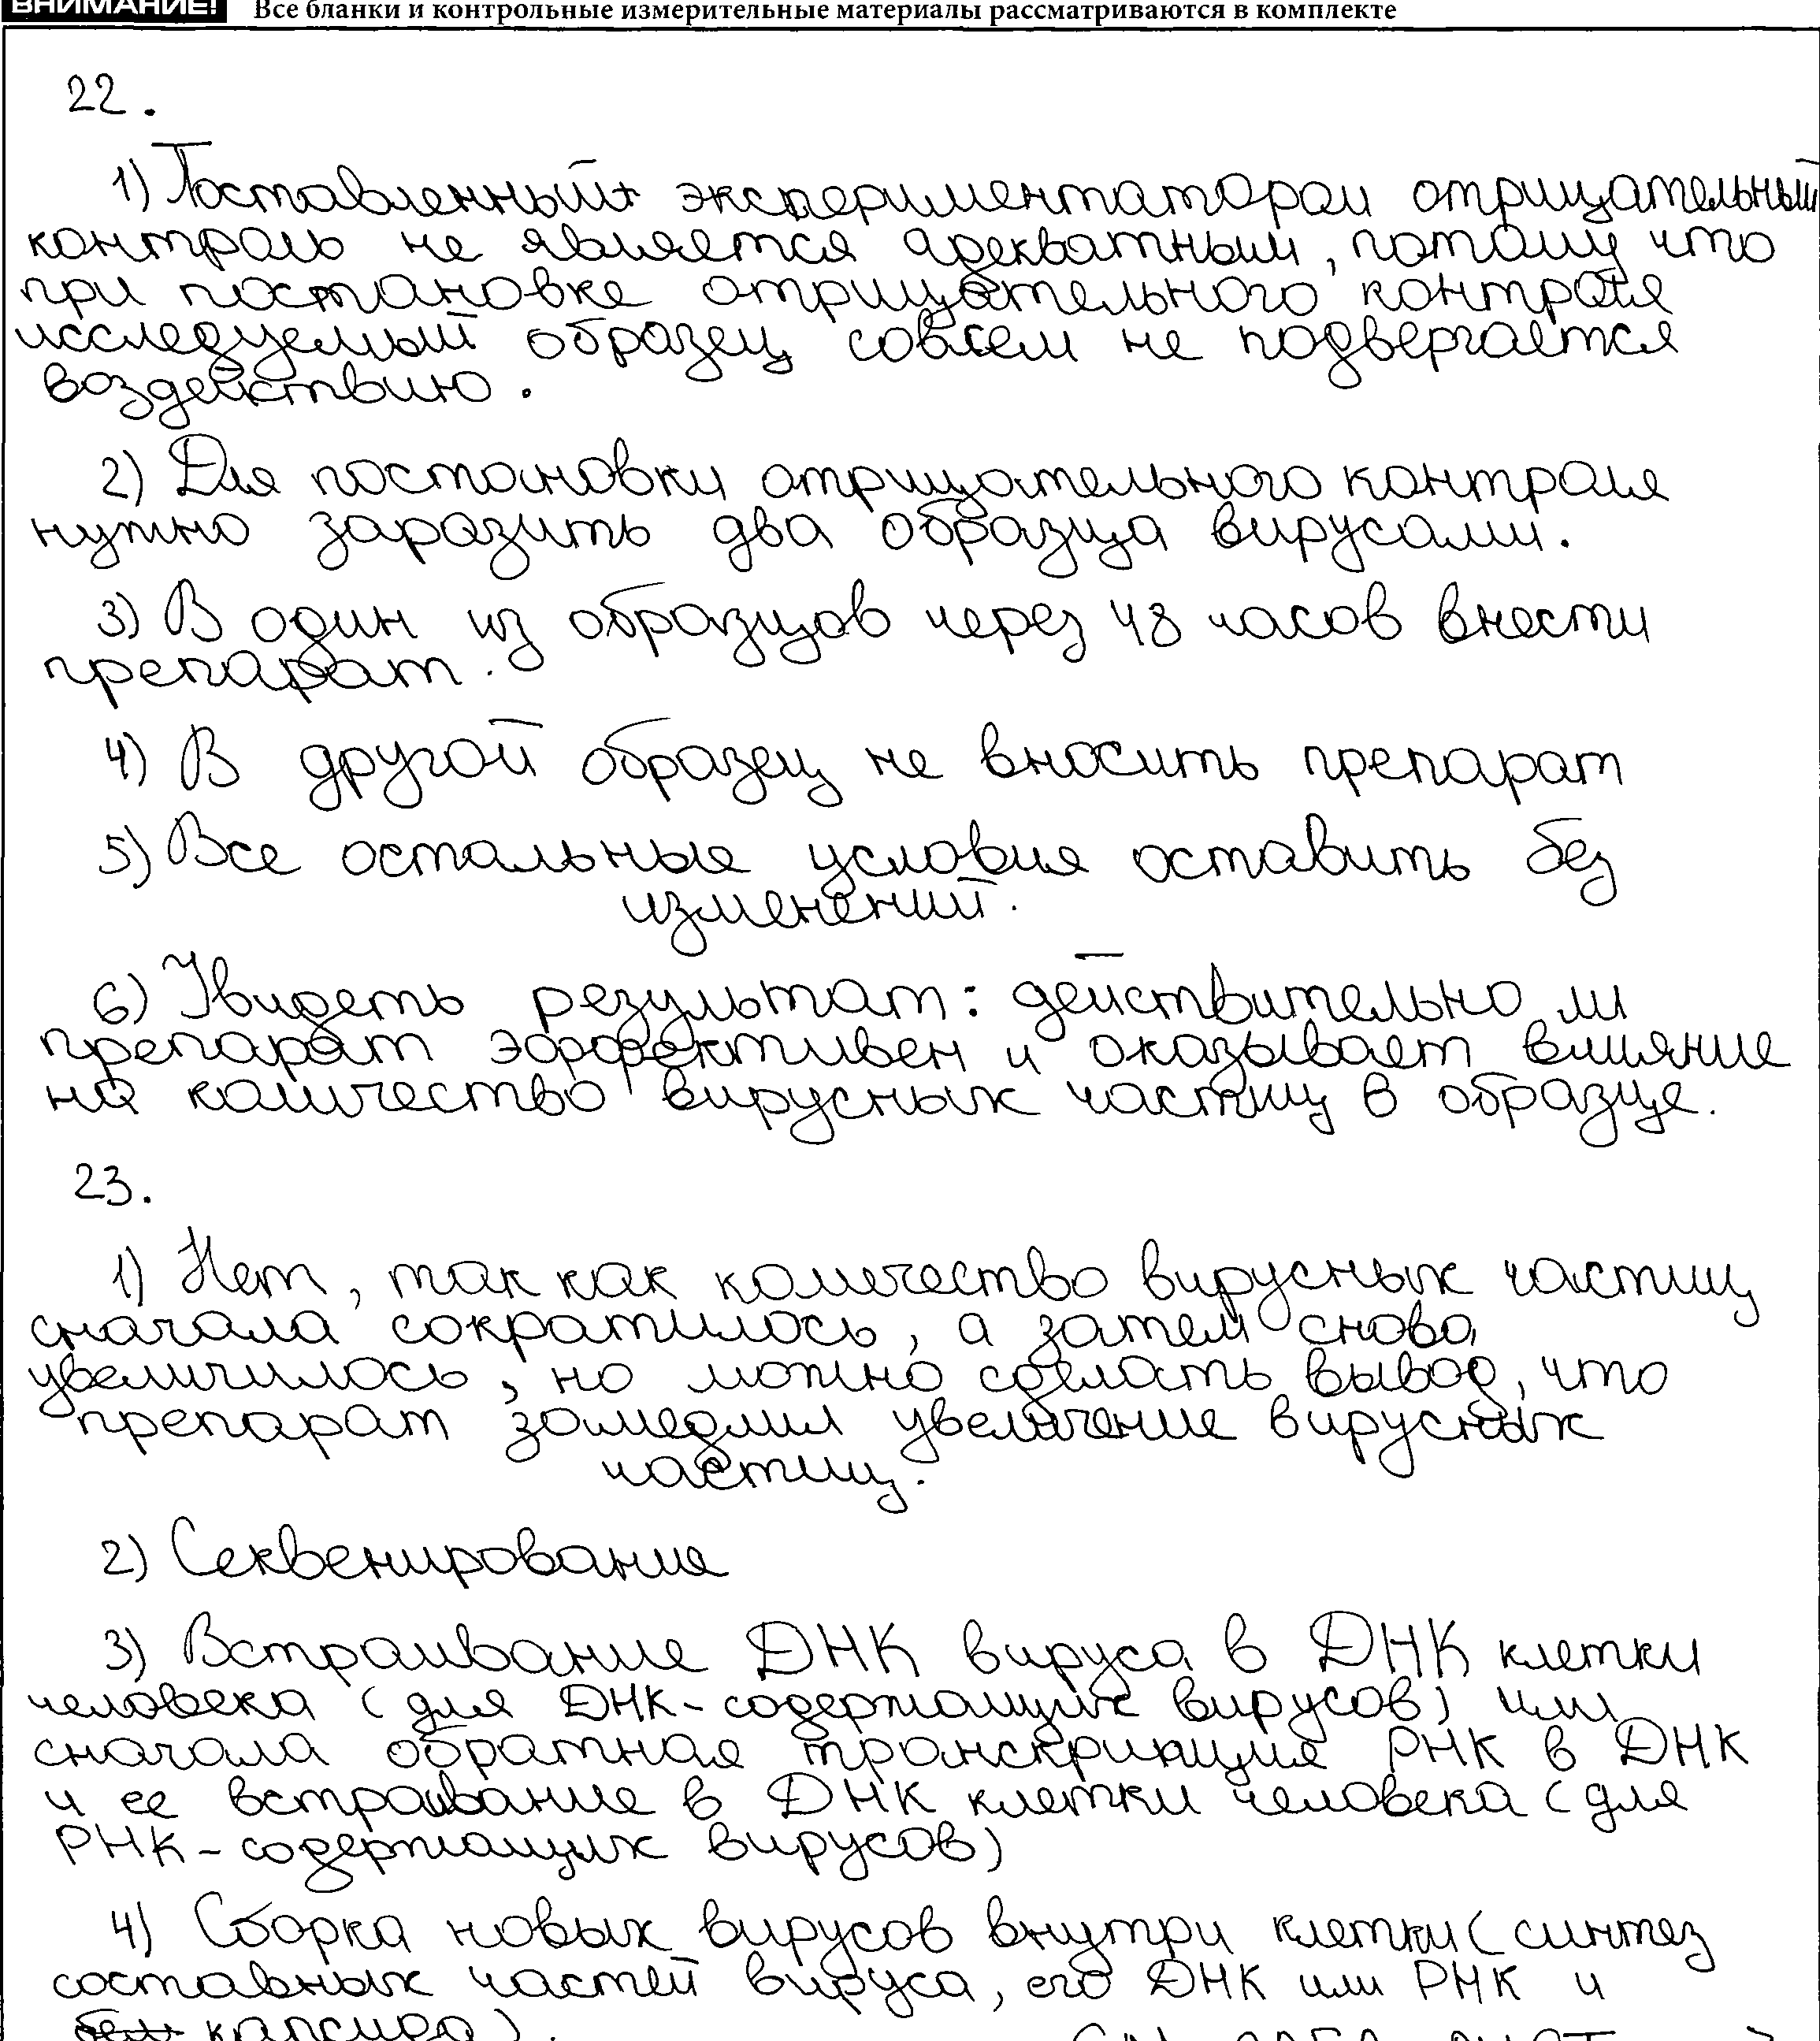 ВНИМАНИЕ! Все бланки и контрольные измерительные материалы рассматриваются в комплекте
22.
1) Поставленный экспериментатором отрицательный
контроль не является адекватным, потому что
при постановке отрицательного контроля
исследуемый образец совсем не подвергается
воздействию.
2) Для постановки отрицательного контроля
нужно заразить два образца вирусами.
3) В один из образцов через 48 часов внести
препарат.
4) В другой образец не вносить препарат
5) Все остальные условия оставить без
изменений.
6) Увидеть результат: действительно ли
препарат эффективен и оказывает влияние
на количество вирусных частиц в образце.
23.
1) Нет, так как количество вирусных частиц
сначала сократилось, а затем снова
увеличилось, но можно сделать вывод, что
препарат замедлил увеличение вирусных
частиц.
2) Секвенирование
3) Встраивание ДНК вируса в ДНК клетки
человека (для ДНК-содержащих вирусов) или
сначала обратная транскрипция РНК в ДНК
и ее встраивание в ДНК клетки человека (для
РНК-содержащих вирусов)
4) Сборка новых вирусов внутри клетки (синтез
составных частей вируса, его ДНК или РНК и
капсида).